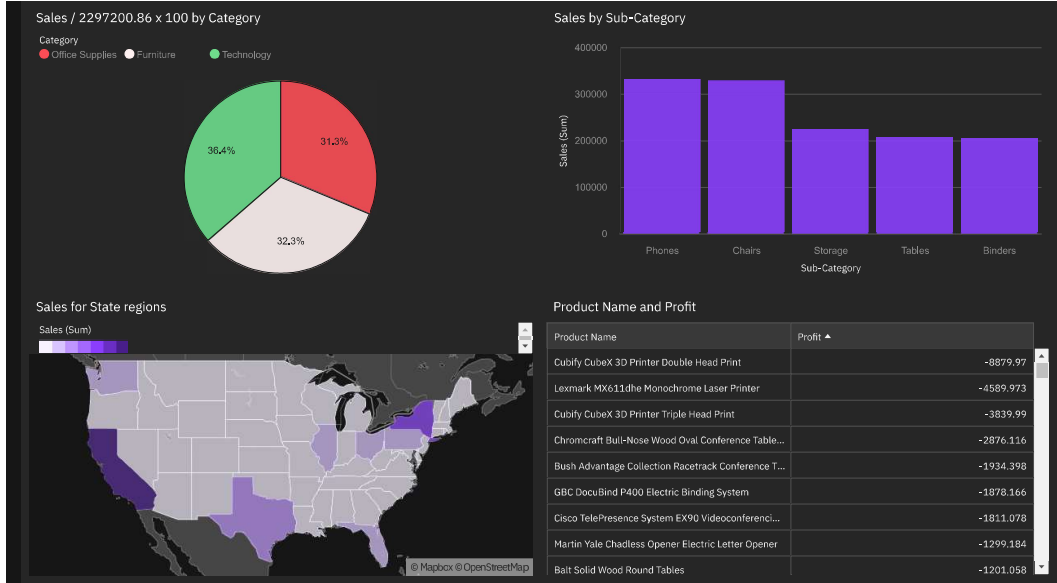 Sales / 2297200.86 x 100 by Category
Category
Office Supplies Furniture Technology
31.3%
36.4%
32.3%
Sales by Sub-Category
400000
300000
200000
100000
0
Sales (Sum)
Phones Chairs Storage Tables Binders
Sub-Category
Sales for State regions
Sales (Sum)
© Mapbox © OpenStreetMap
Product Name and Profit
Product Name Profit
Cubify CubeX 3D Printer Double Head Print -8879.97
Lexmark MX611dhe Monochrome Laser Printer -4589.973
Cubify CubeX 3D Printer Triple Head Print -3839.99
Chromcraft Bull-Nose Wood Oval Conference Table... -2876.116
Bush Advantage Collection Racetrack Conference T... -1934.398
GBC DocuBind P400 Electric Binding System -1878.166
Cisco TelePresence System EX90 Videoconferenci... -1811.078
Martin Yale Chadless Opener Electric Letter Opener -1299.184
Balt Solid Wood Round Tables -1201.058